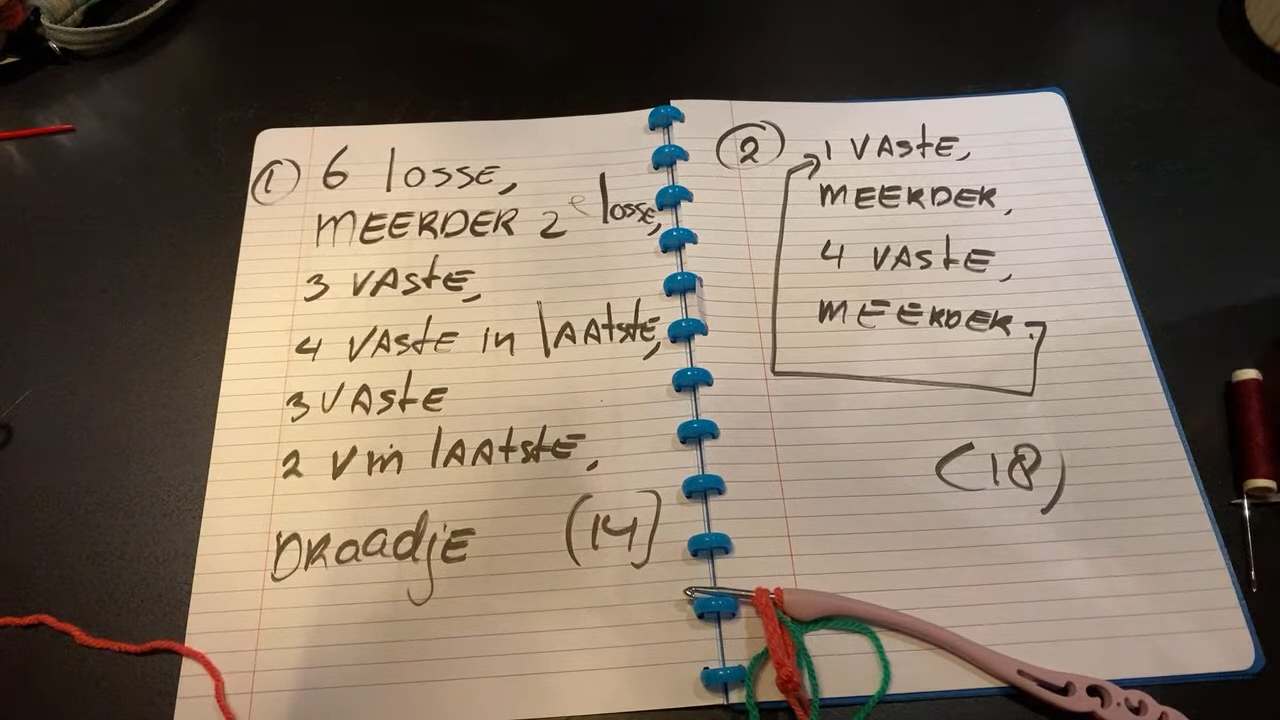 ① 6 losse,
MEERDER 2e losse,
3 VASTE,
4 VASTE in lAAtstE,
3 VASTE
2 V in lAAtstE,
DRaadjE (14)
② 1 VASTE,
MEERDER,
4 VASTE,
MEERDER,
(18)